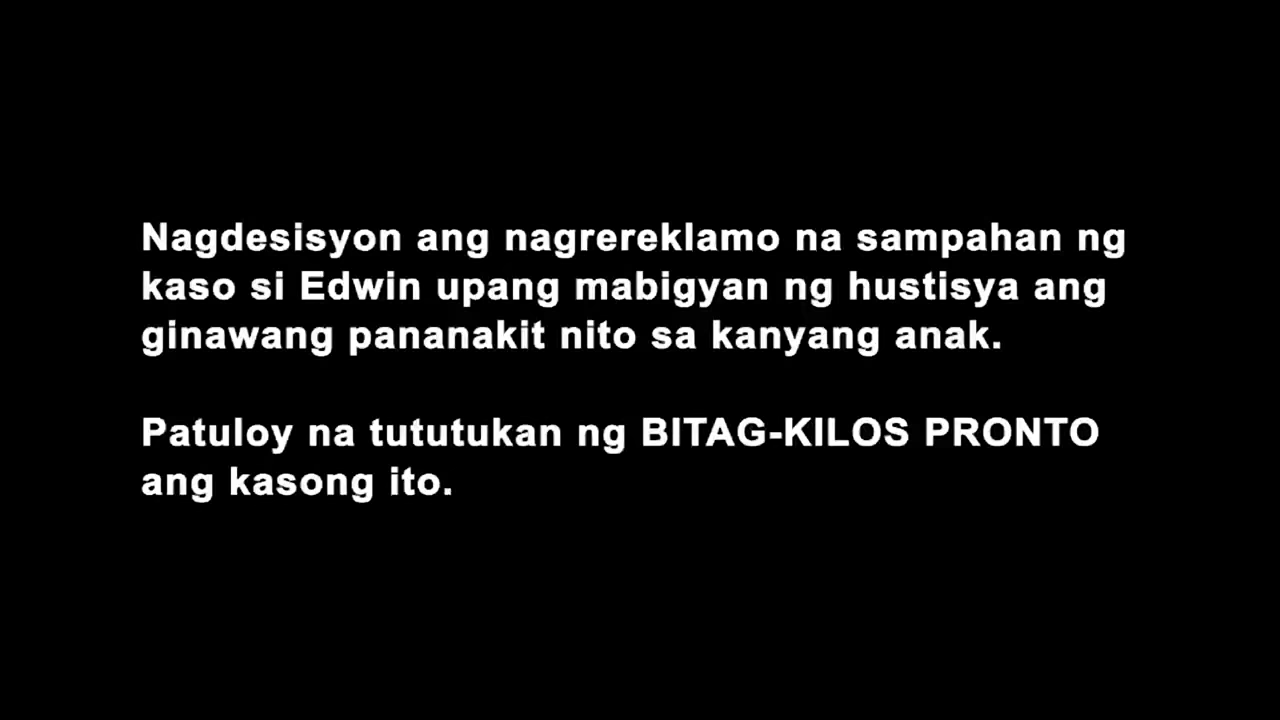 Nagdesisyon ang nagrereklamo na sampahan ng
kaso si Edwin upang mabigyan ng hustisya ang
ginawang pananakit nito sa kanyang anak.
Patuloy na tututukan ng BITAG-KILOS PRONTO
ang kasong ito.